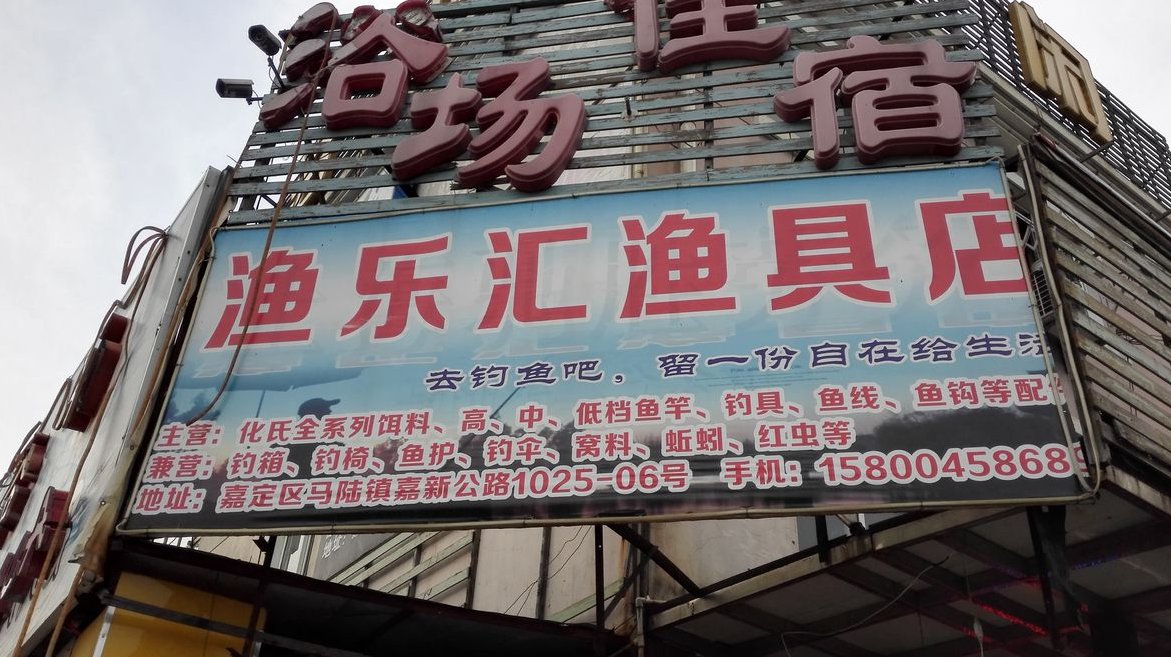 浴场
住宿
渔乐汇渔具店
去钓鱼吧，留一份自在给生活
主营：化氏全系列饵料、高、中、低档鱼竿、钓具、鱼线、鱼钩等配件
兼营：钓箱、钓椅、鱼护、钓伞、窝料、蚯蚓、红虫等
地址：嘉定区马陆镇嘉新公路1025-06号 手机：15800458685